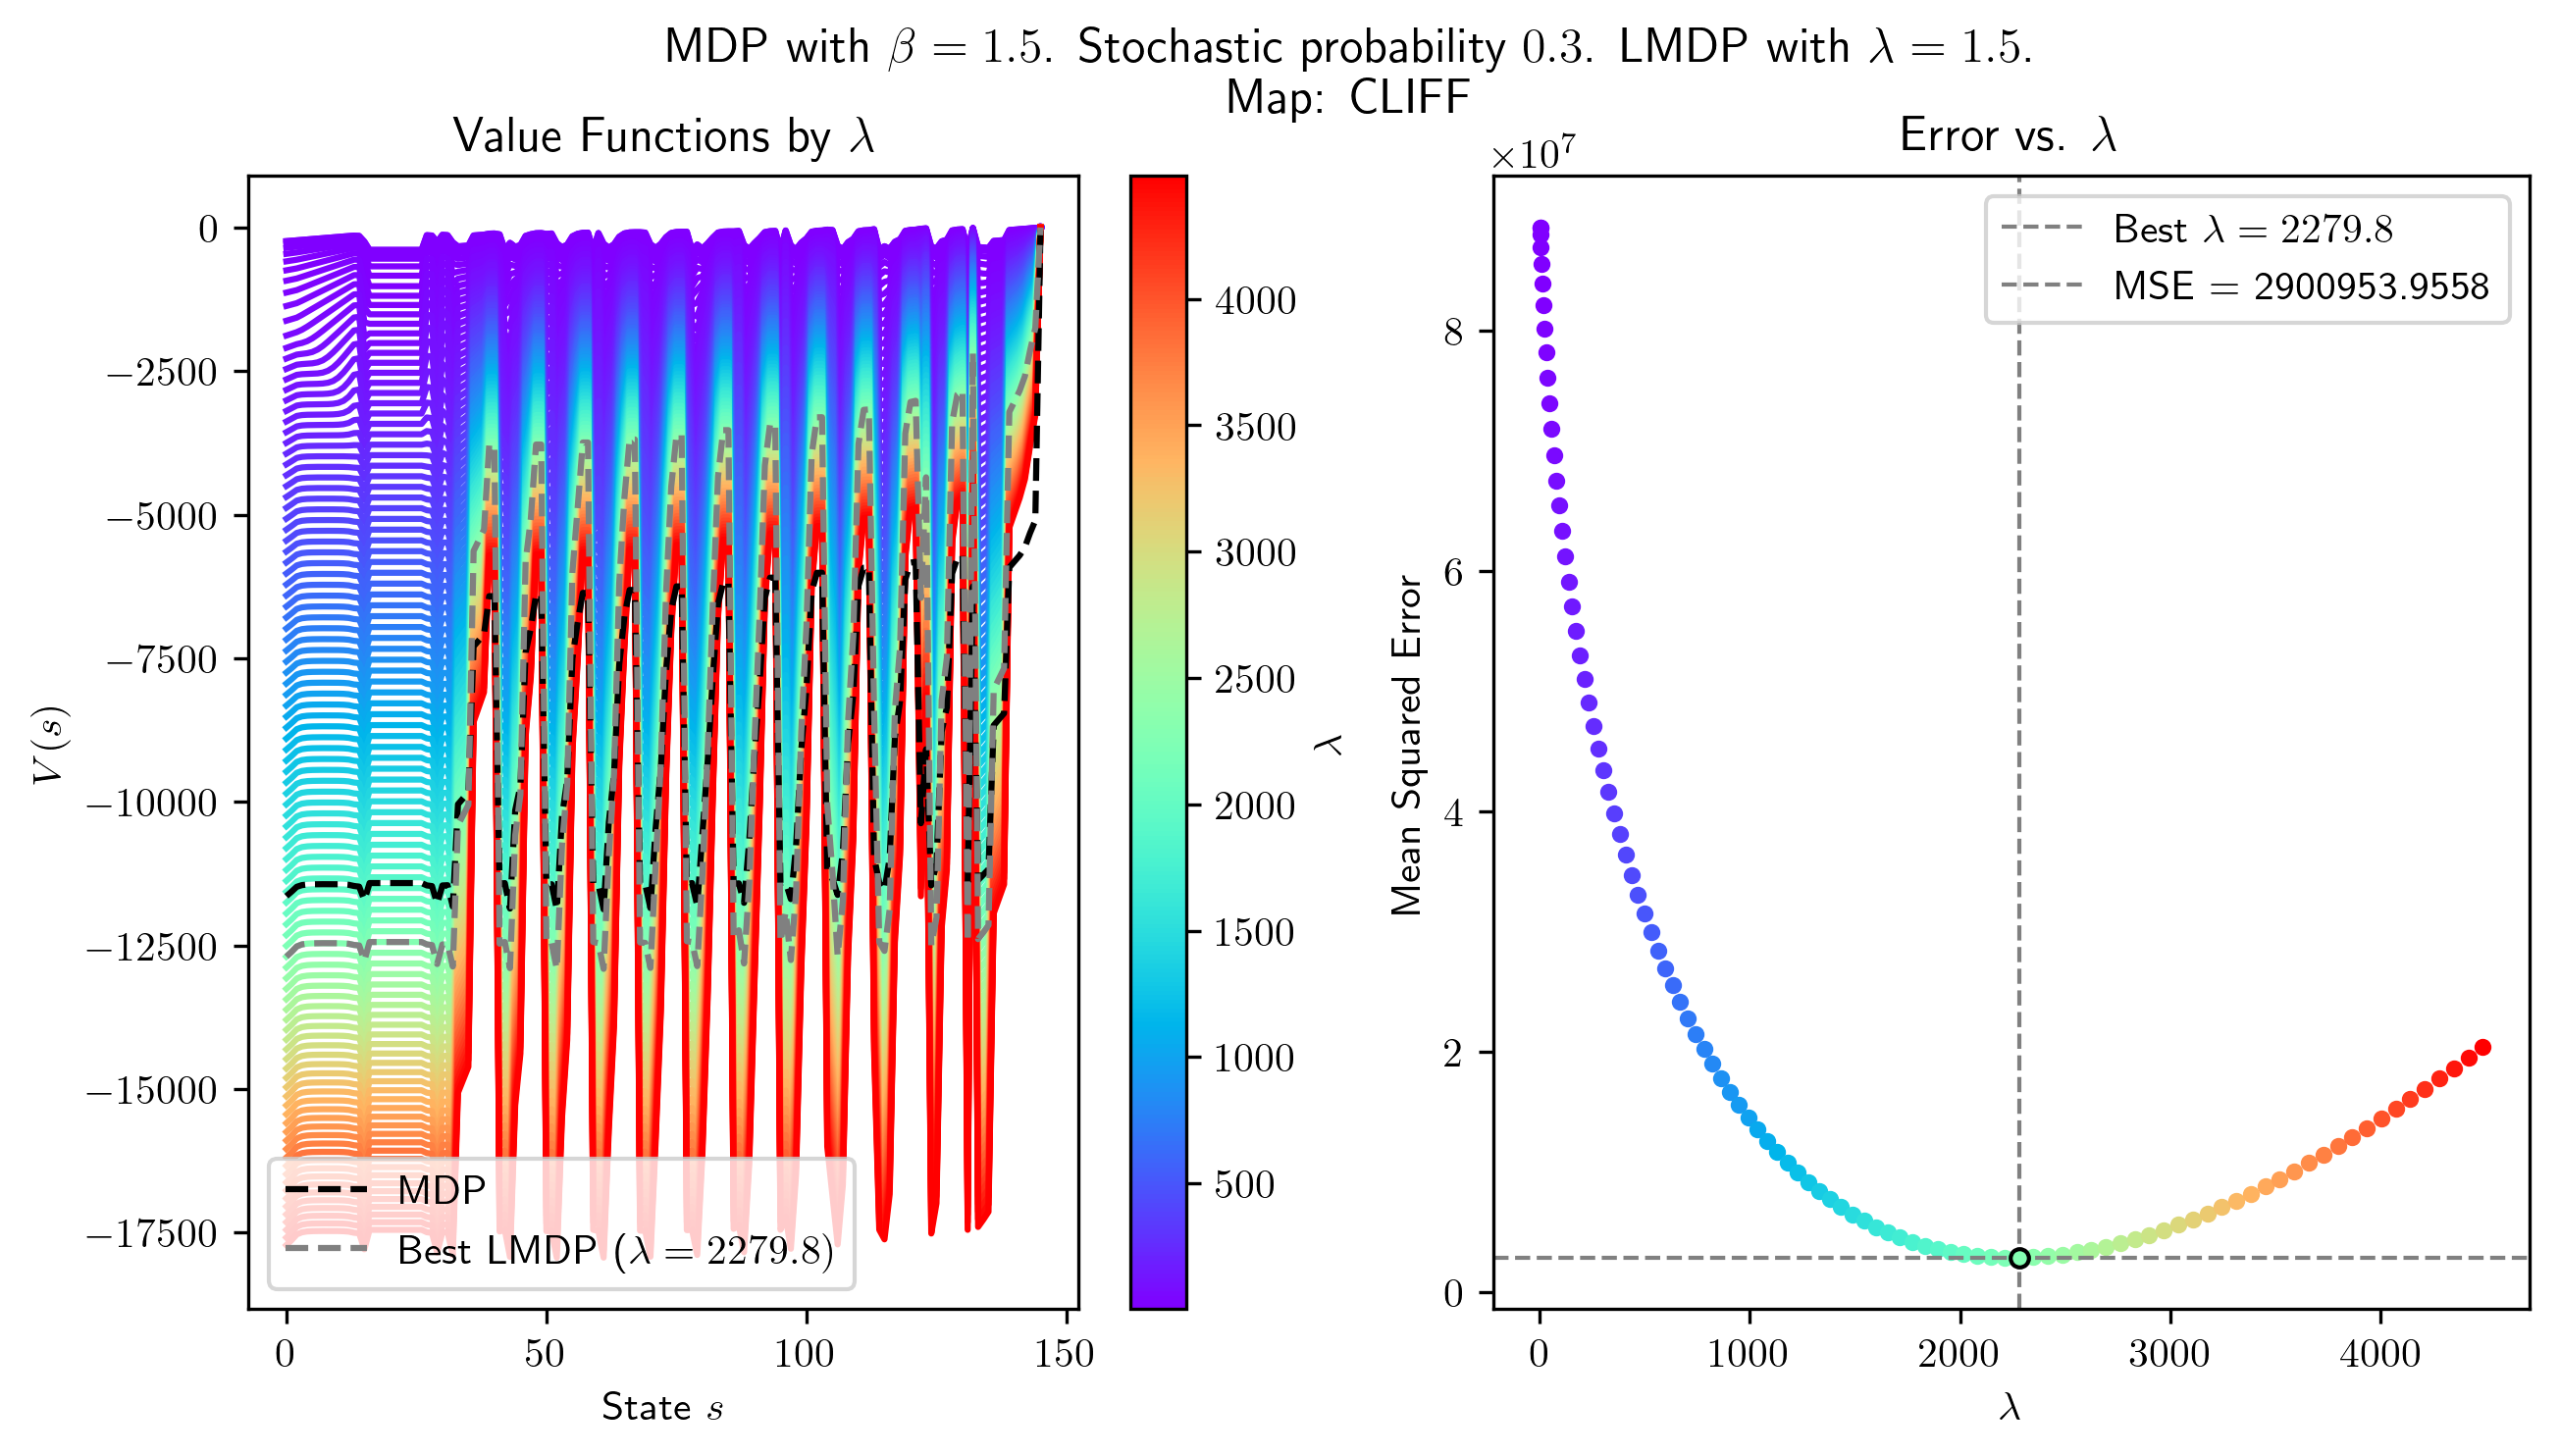 MDP with β = 1.5. Stochastic probability 0.3. LMDP with λ = 1.5.
Map: CLIFF
Value Functions by λ
V(s)
0
−2500
−5000
−7500
−10000
−12500
−15000
−17500
MDP
Best LMDP (λ = 2279.8)
0 50 100 150
State s
4000
3500
3000
2500
2000
1500
1000
500
λ
Error vs. λ
×10⁷
Best λ = 2279.8
MSE = 2900953.9558
Mean Squared Error
8
6
4
2
0
0 1000 2000 3000 4000
λ